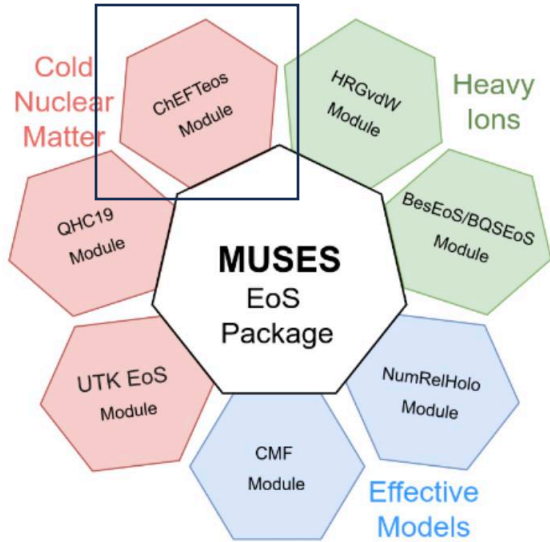 Cold
Nuclear
Matter
ChEFTeos
Module
HRGvdW
Module
Heavy
Ions
QHC19
Module
BesEoS/BQSEoS
Module
MUSES
EoS
Package
UTK EoS
Module
NumRelHolo
Module
CMF
Module
Effective
Models